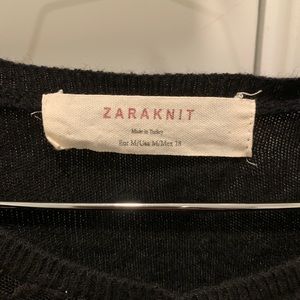 ZARAKNIT
Made in Turkey
Eur M/Usa M/Mex 28